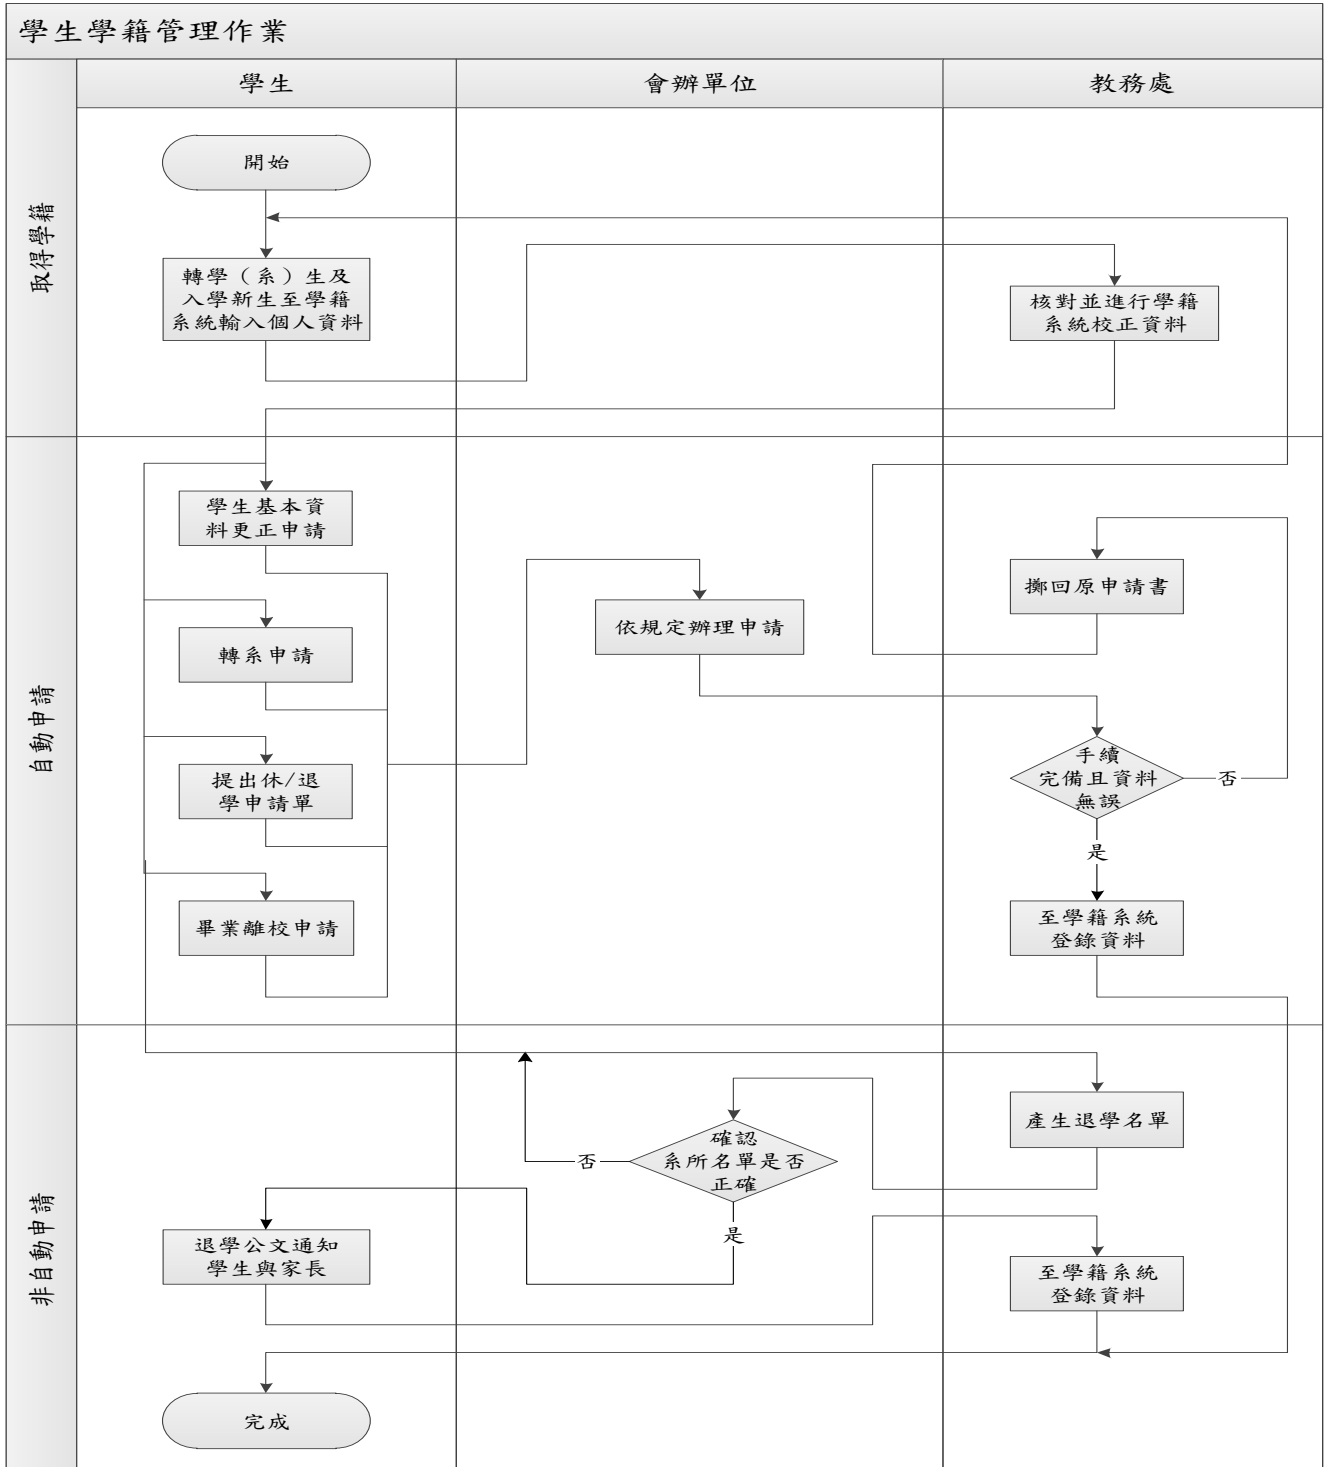 學生學籍管理作業
學生
會辦單位
教務處
取得學籍
開始
轉學（系）生及
入學新生至學籍
系統輸入個人資料
核對並進行學籍
系統校正資料
自動申請
學生基本資
料更正申請
擲回原申請書
依規定辦理申請
轉系申請
手續
完備且資料
無誤
否
提出休/退
學申請單
是
畢業離校申請
至學籍系統
登錄資料
非自動申請
產生退學名單
確認
系所名單是否
正確
否
是
退學公文通知
學生與家長
至學籍系統
登錄資料
完成